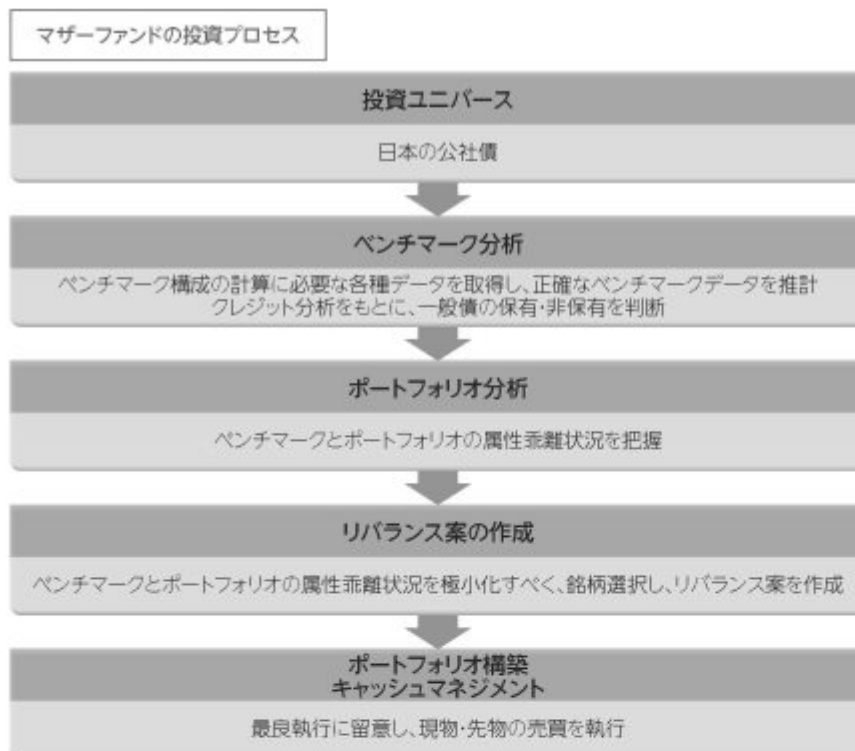 マザーファンドの投資プロセス
投資ユニバース
日本の公社債
ベンチマーク分析
ベンチマーク構成の計算に必要な各種データを取得し、正確なベンチマークデータを推計
クレジット分析をもとに、一般債の保有・非保有を判断
ポートフォリオ分析
ベンチマークとポートフォリオの属性乖離状況を把握
リバランス案の作成
ベンチマークとポートフォリオの属性乖離状況を極小化すべく、銘柄選択し、リバランス案を作成
ポートフォリオ構築
キャッシュマネジメント
最良執行に留意し、現物・先物の売買を執行